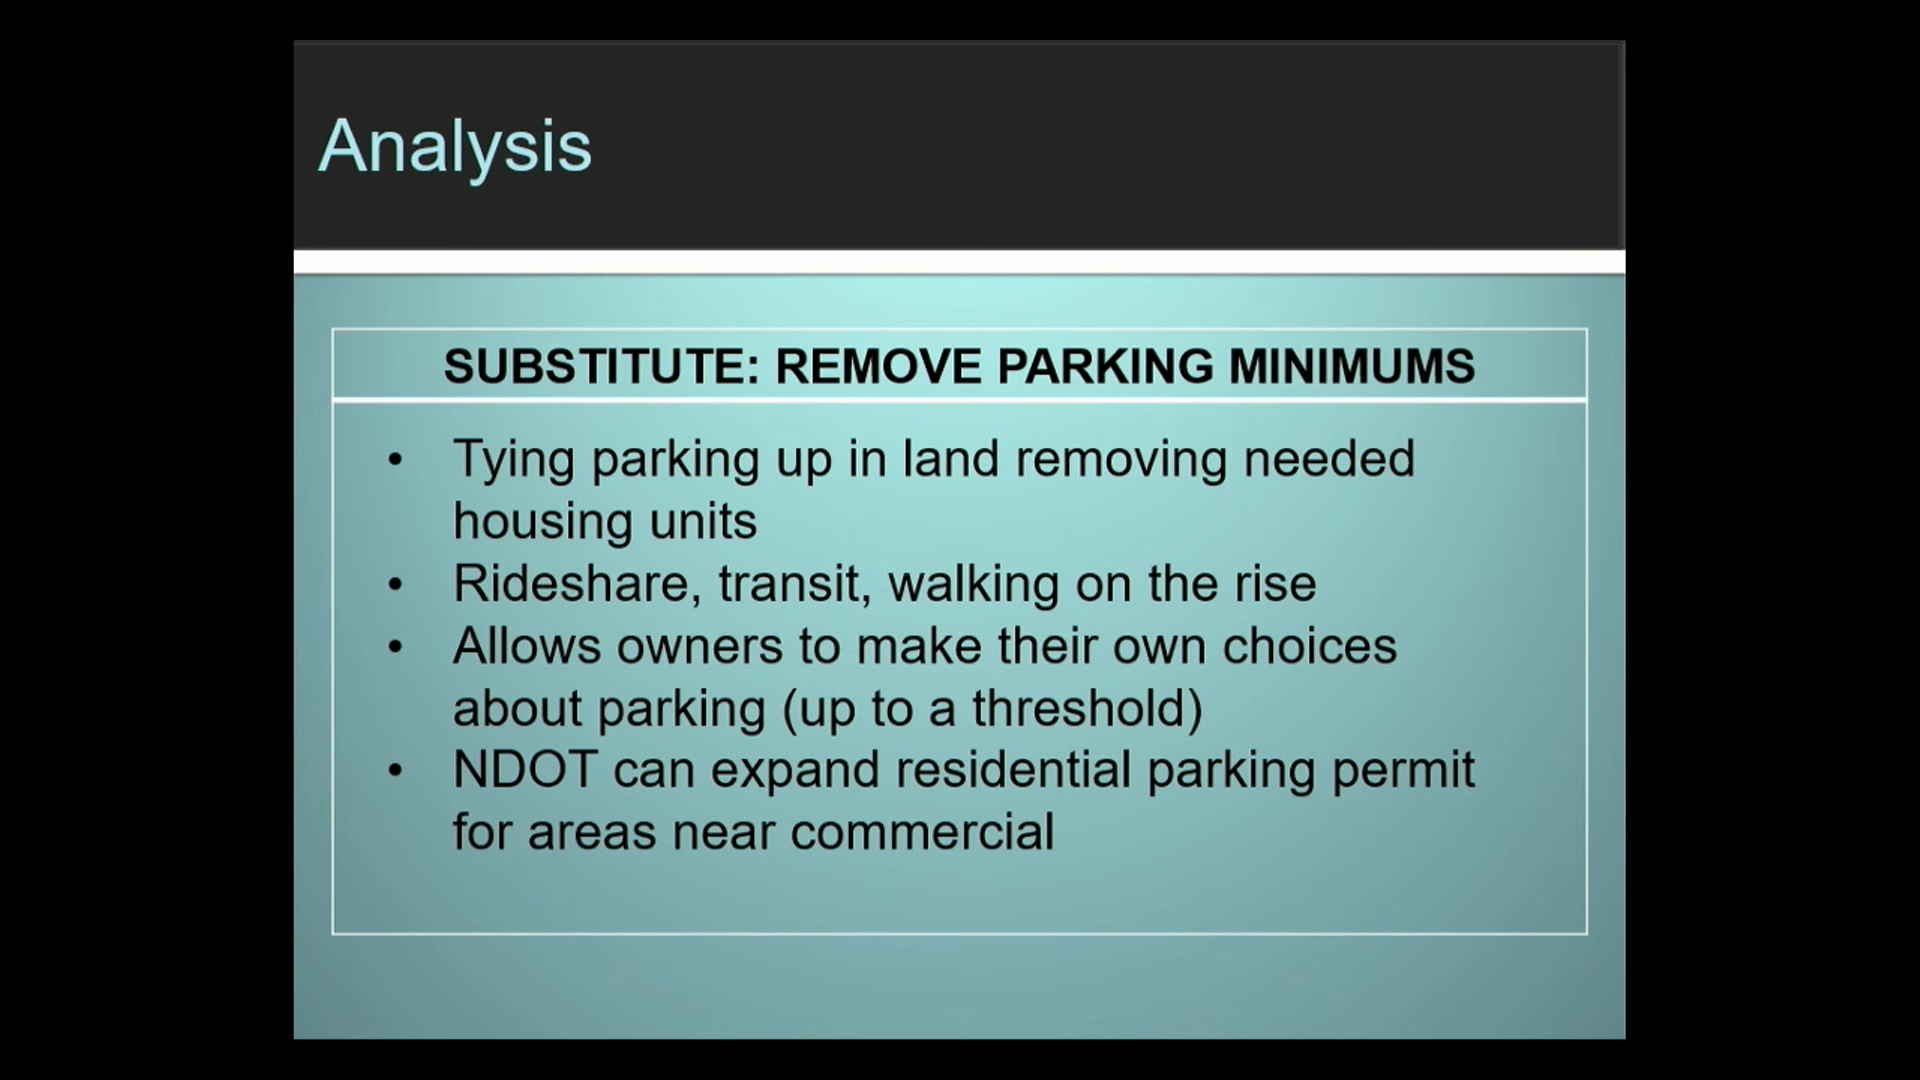 Analysis
SUBSTITUTE: REMOVE PARKING MINIMUMS
• Tying parking up in land removing needed
housing units
• Rideshare, transit, walking on the rise
• Allows owners to make their own choices
about parking (up to a threshold)
• NDOT can expand residential parking permit
for areas near commercial